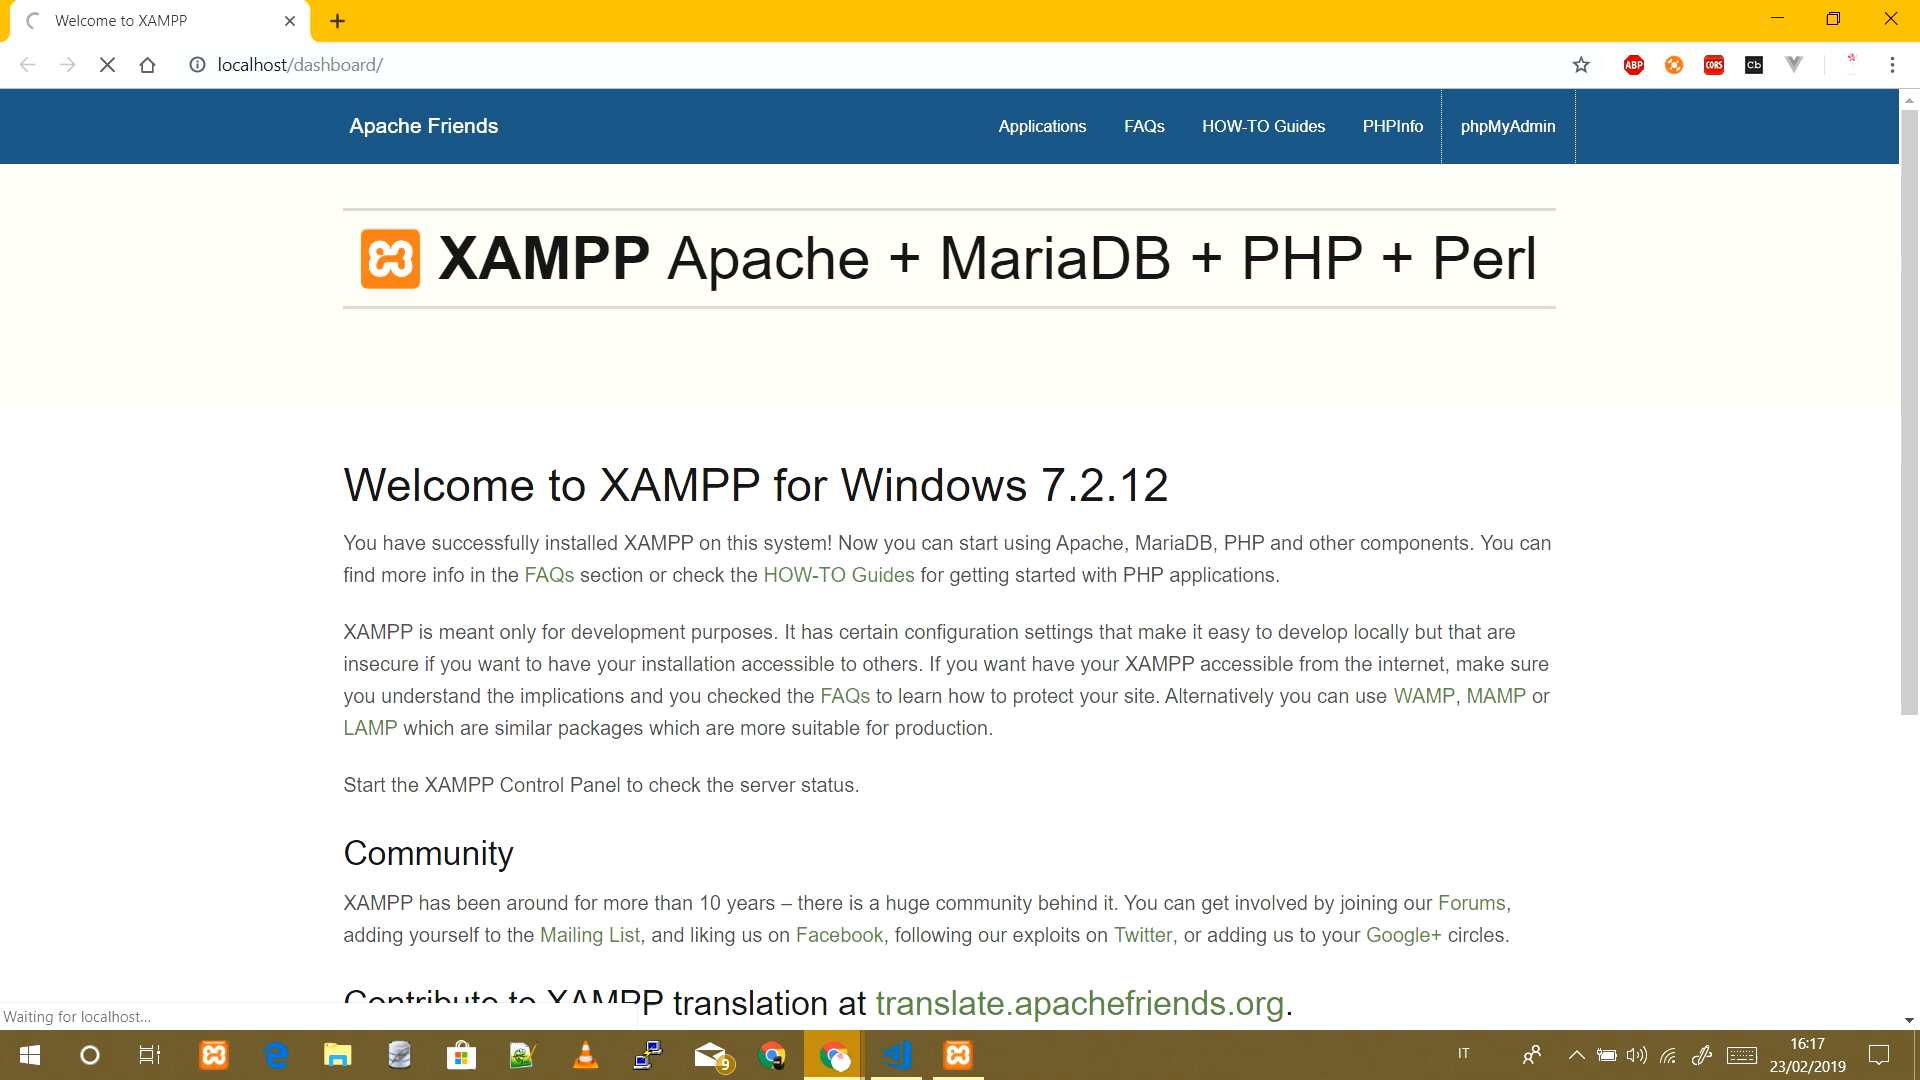 Welcome to XAMPP
localhost/dashboard/
ABP
CORS
cb
Apache Friends
Applications
FAQs
HOW-TO Guides
PHPInfo
phpMyAdmin
XAMPP Apache + MariaDB + PHP + Perl
Welcome to XAMPP for Windows 7.2.12
You have successfully installed XAMPP on this system! Now you can start using Apache, MariaDB, PHP and other components. You can
find more info in the FAQs section or check the HOW-TO Guides for getting started with PHP applications.
XAMPP is meant only for development purposes. It has certain configuration settings that make it easy to develop locally but that are
insecure if you want to have your installation accessible to others. If you want have your XAMPP accessible from the internet, make sure
you understand the implications and you checked the FAQs to learn how to protect your site. Alternatively you can use WAMP, MAMP or
LAMP which are similar packages which are more suitable for production.
Start the XAMPP Control Panel to check the server status.
Community
XAMPP has been around for more than 10 years – there is a huge community behind it. You can get involved by joining our Forums,
adding yourself to the Mailing List, and liking us on Facebook, following our exploits on Twitter, or adding us to your Google+ circles.
Contribute to XAMPP translation at translate.apachefriends.org.
Waiting for localhost...
9
IT
16:17
23/02/2019